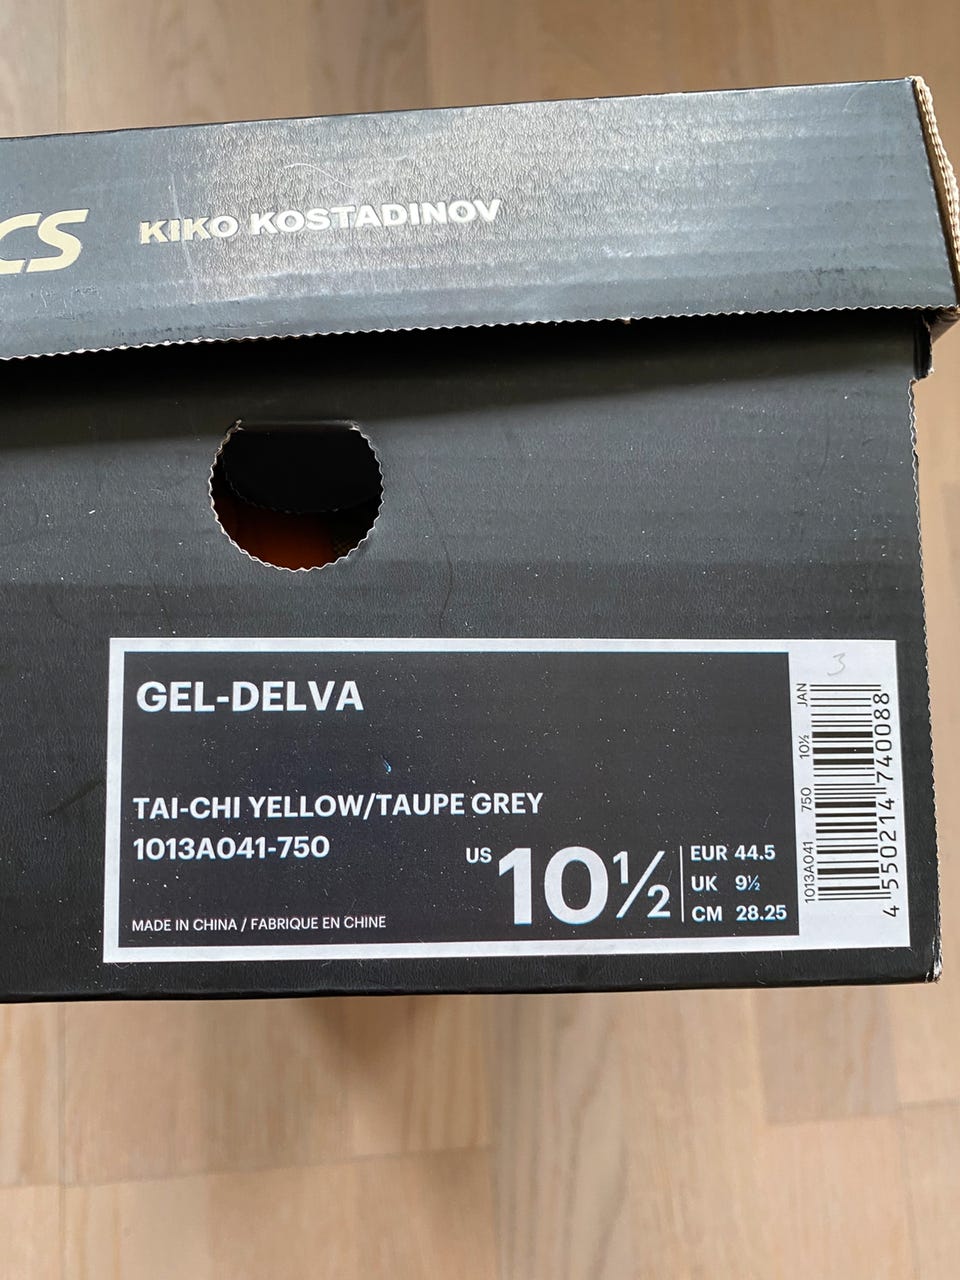 CS KIKO KOSTADINOV
GEL-DELVA
TAI-CHI YELLOW/TAUPE GREY
1013A041-750
US 10½
EUR 44.5
UK 9½
CM 28.25
MADE IN CHINA / FABRIQUE EN CHINE
3
1013A041 750 10½ JAN
4 550214 740088